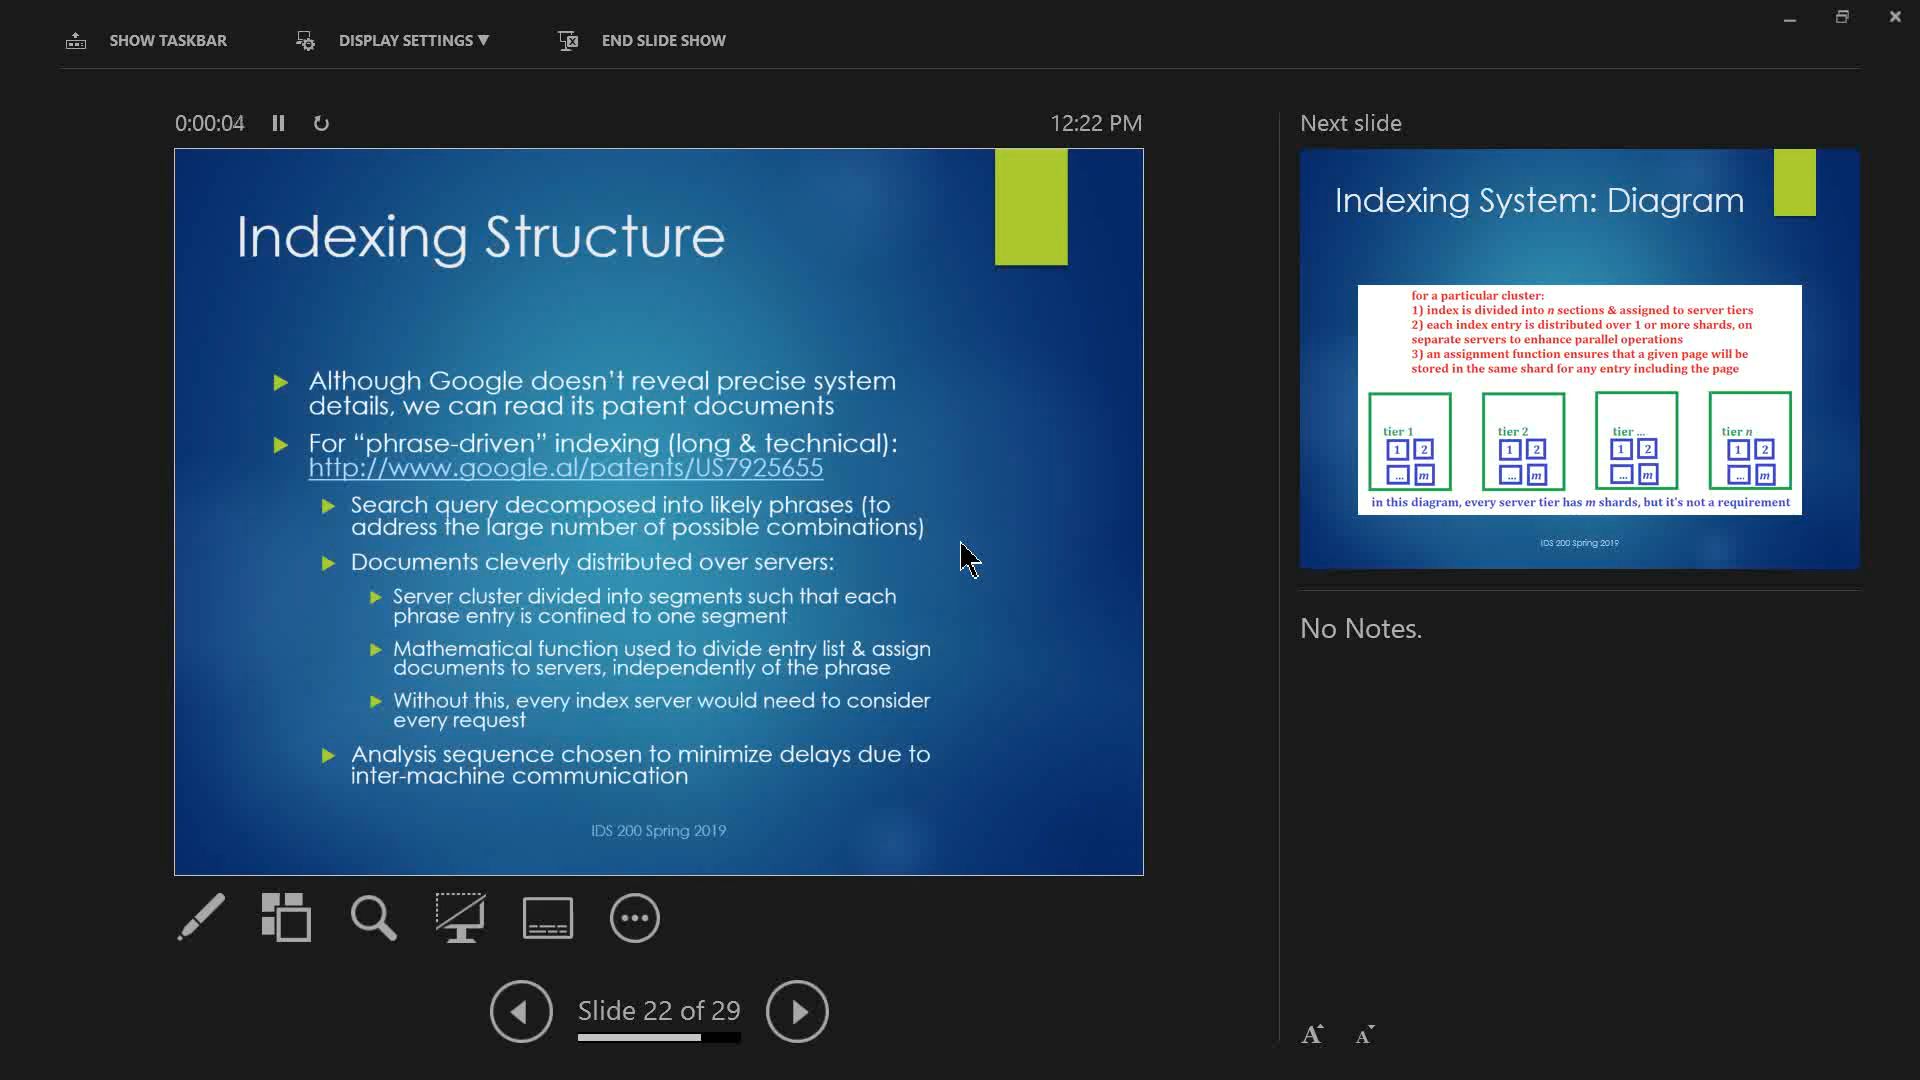 SHOW TASKBAR
DISPLAY SETTINGS ▼
END SLIDE SHOW
0:00:04
12:22 PM
Indexing Structure
Although Google doesn't reveal precise system
details, we can read its patent documents
For “phrase-driven” indexing (long & technical):
http://www.google.al/patents/US7925655
Search query decomposed into likely phrases (to
address the large number of possible combinations)
Documents cleverly distributed over servers:
Server cluster divided into segments such that each
phrase entry is confined to one segment
Mathematical function used to divide entry list & assign
documents to servers, independently of the phrase
Without this, every index server would need to consider
every request
Analysis sequence chosen to minimize delays due to
inter-machine communication
IDS 200 Spring 2019
Slide 22 of 29
Next slide
Indexing System: Diagram
for a particular cluster:
1) index is divided into n sections & assigned to server tiers
2) each index entry is distributed over 1 or more shards, on
separate servers to enhance parallel operations
3) an assignment function ensures that a given page will be
stored in the same shard for any entry including the page
tier 1 tier 2 tier ... tier n
1 2 1 2 1 2 1 2
... m ... m ... m ... m
in this diagram, every server tier has m shards, but it's not a requirement
IDS 200 Spring 2019
No Notes.
A A